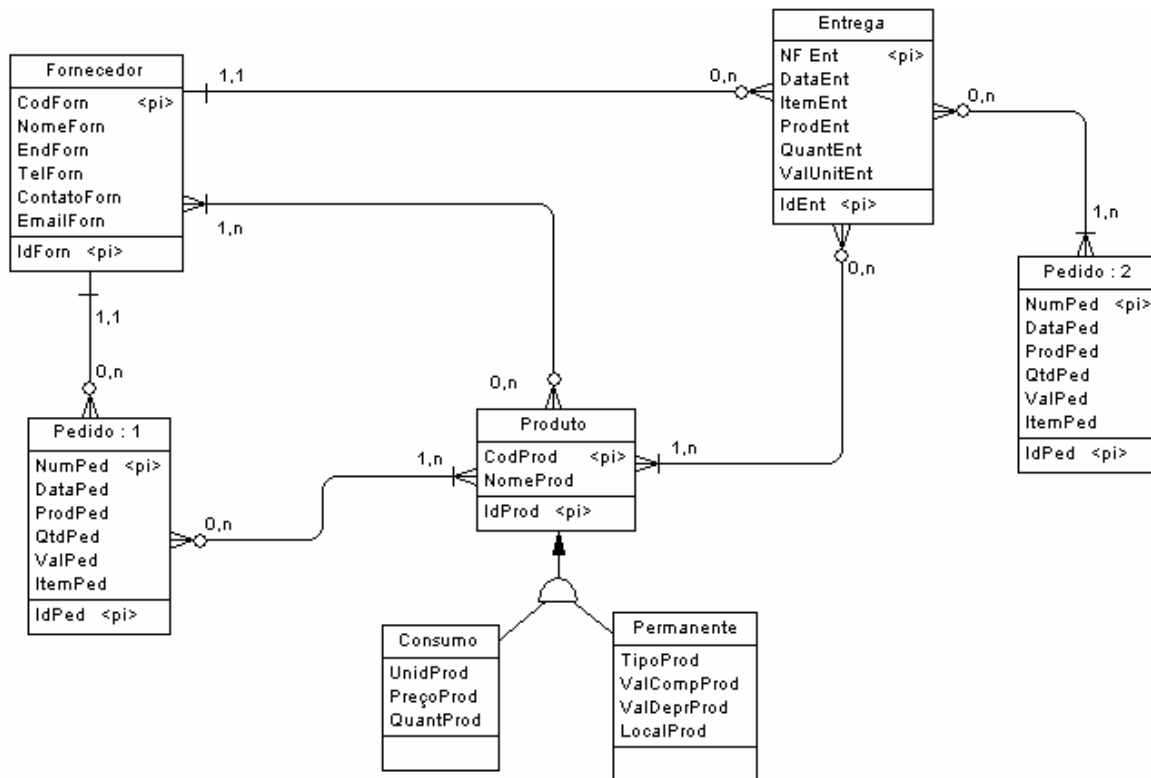 Entrega
NF Ent <pi>
DataEnt
ItemEnt
ProdEnt
QuantEnt
ValUnitEnt
IdEnt <pi>
Fornecedor
CodForn <pi>
NomeForn
EndForn
TelForn
ContatoForn
EmailForn
IdForn <pi>
1,1
0,n
0,n
1,n
1,n
0,n
1,1
0,n
0,n
Pedido : 2
NumPed <pi>
DataPed
ProdPed
QtdPed
ValPed
ItemPed
IdPed <pi>
Pedido : 1
NumPed <pi>
DataPed
ProdPed
QtdPed
ValPed
ItemPed
IdPed <pi>
1,n
0,n
Produto
CodProd <pi>
NomeProd
IdProd <pi>
1,n
Consumo
UnidProd
PreçoProd
QuantProd
Permanente
TipoProd
ValCompProd
ValDeprProd
LocalProd